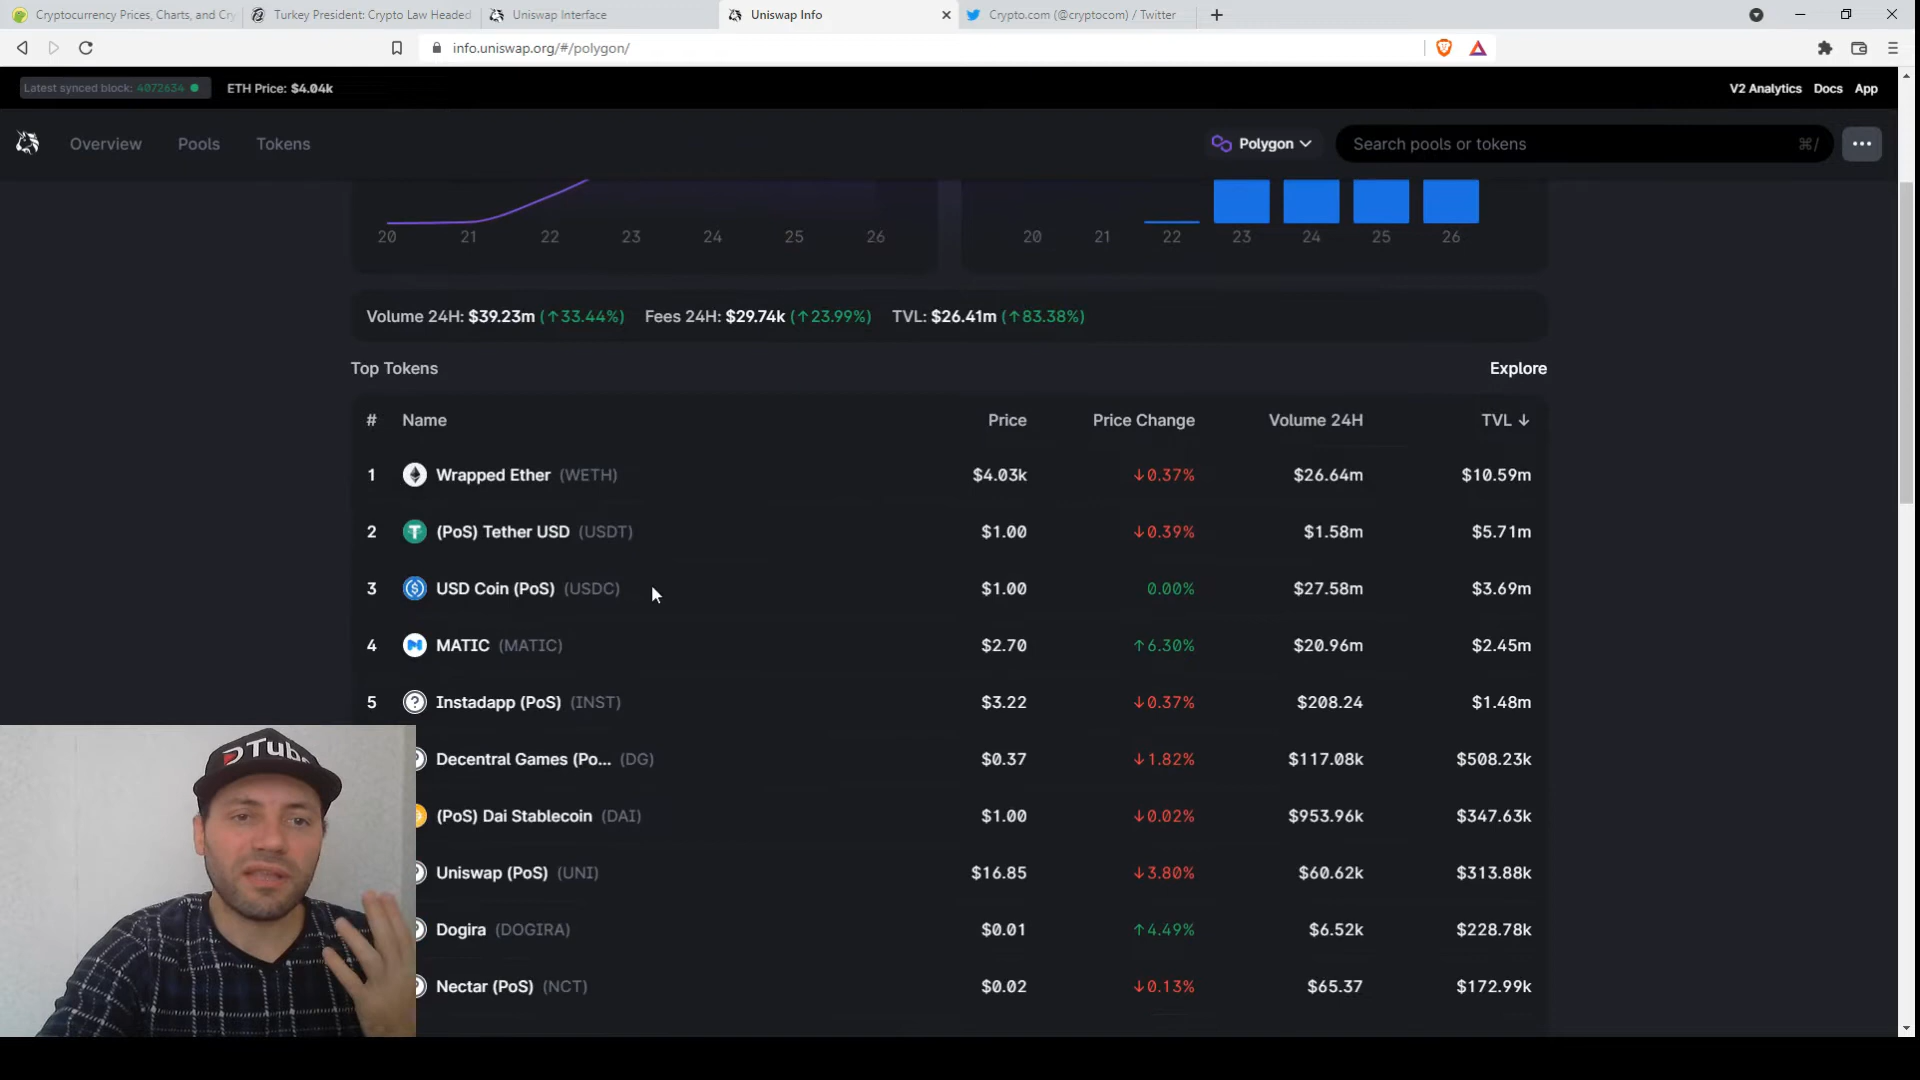 Cryptocurrency Prices, Charts, and Cry
Turkey President: Crypto Law Headed
Uniswap Interface
Uniswap Info
Crypto.com (@cryptocom) / Twitter
info.uniswap.org/#/polygon/
Latest synced block: 4072634
ETH Price: $4.04k
V2 Analytics Docs App
Overview Pools Tokens
Polygon
Search pools or tokens ⌘/
20 21 22 23 24 25 26
20 21 22 23 24 25 26
Volume 24H: $39.23m (↑33.44%) Fees 24H: $29.74k (↑23.99%) TVL: $26.41m (↑83.38%)
Top Tokens Explore
# Name Price Price Change Volume 24H TVL ↓
1 Wrapped Ether (WETH) $4.03k ↓0.37% $26.64m $10.59m
2 (PoS) Tether USD (USDT) $1.00 ↓0.39% $1.58m $5.71m
3 USD Coin (PoS) (USDC) $1.00 0.00% $27.58m $3.69m
4 MATIC (MATIC) $2.70 ↑6.30% $20.96m $2.45m
5 Instadapp (PoS) (INST) $3.22 ↓0.37% $208.24 $1.48m
Decentral Games (Po... (DG) $0.37 ↓1.82% $117.08k $508.23k
(PoS) Dai Stablecoin (DAI) $1.00 ↓0.02% $953.96k $347.63k
Uniswap (PoS) (UNI) $16.85 ↓3.80% $60.62k $313.88k
Dogira (DOGIRA) $0.01 ↑4.49% $6.52k $228.78k
Nectar (PoS) (NCT) $0.02 ↓0.13% $65.37 $172.99k
DTube